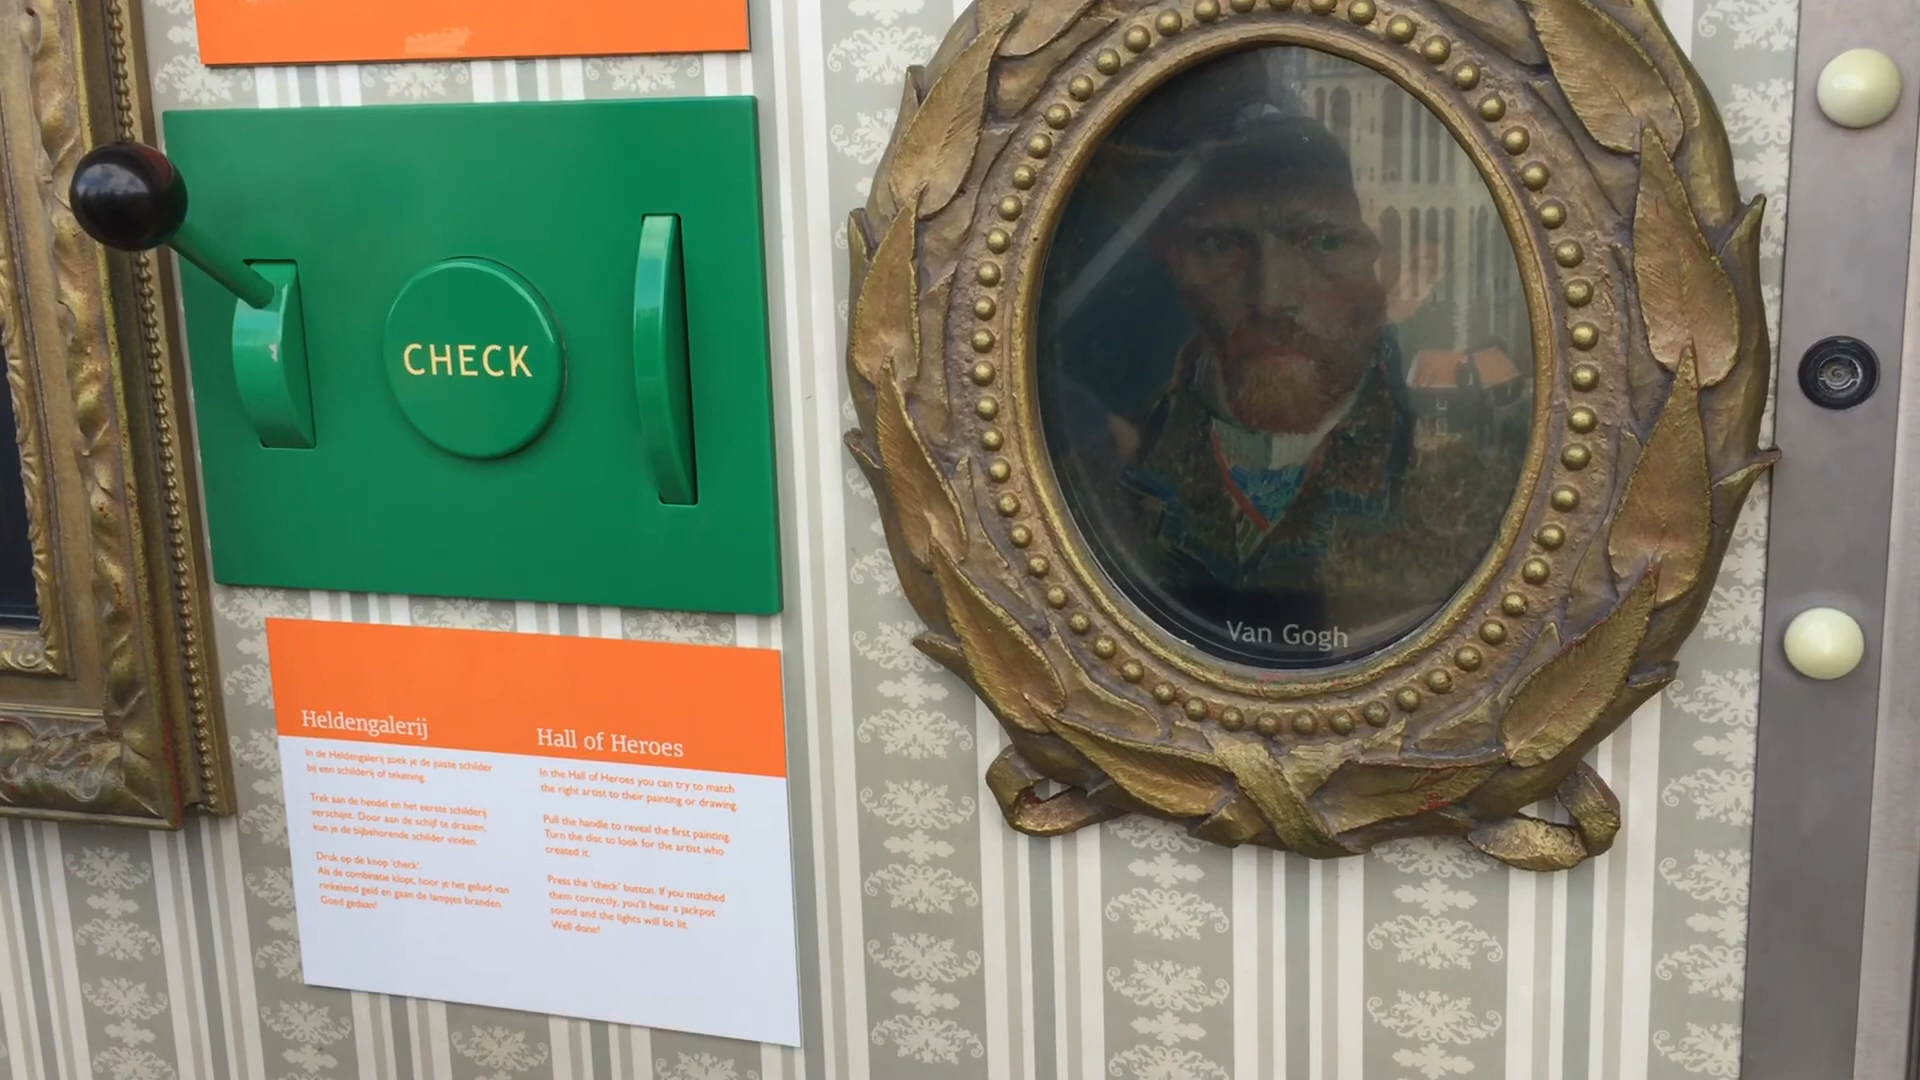 CHECK
Van Gogh
Heldengalerij
In de Heldengalerij zoek je de juiste schilder
bij een schilderij of tekening.
Trek aan de hendel en het eerste schilderij
verschijnt. Door aan de schijf te draaien,
kun je de bijbehorende schilder vinden.
Druk op de knop 'check'.
Als de combinatie klopt, hoor je het geluid van
rinkelend geld en gaan de lampjes branden.
Goed gedaan!
Hall of Heroes
In the Hall of Heroes you can try to match
the right artist to their painting or drawing.
Pull the handle to reveal the first painting.
Turn the disc to look for the artist who
created it.
Press the 'check' button. If you matched
them correctly, you'll hear a jackpot
sound and the lights will be lit.
Well done!